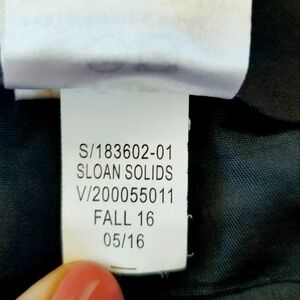 S/183602-01
SLOAN SOLIDS
V/200055011
FALL 16
05/16